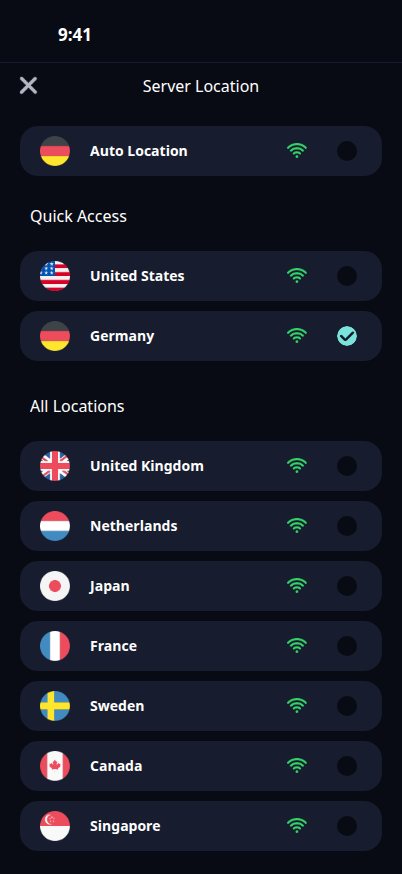 9:41
Server Location
Auto Location
Quick Access
United States
Germany
All Locations
United Kingdom
Netherlands
Japan
France
Sweden
Canada
Singapore